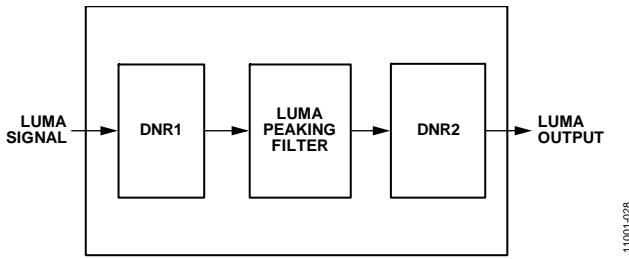 LUMA
SIGNAL
DNR1
LUMA
PEAKING
FILTER
DNR2
LUMA
OUTPUT
11001-028